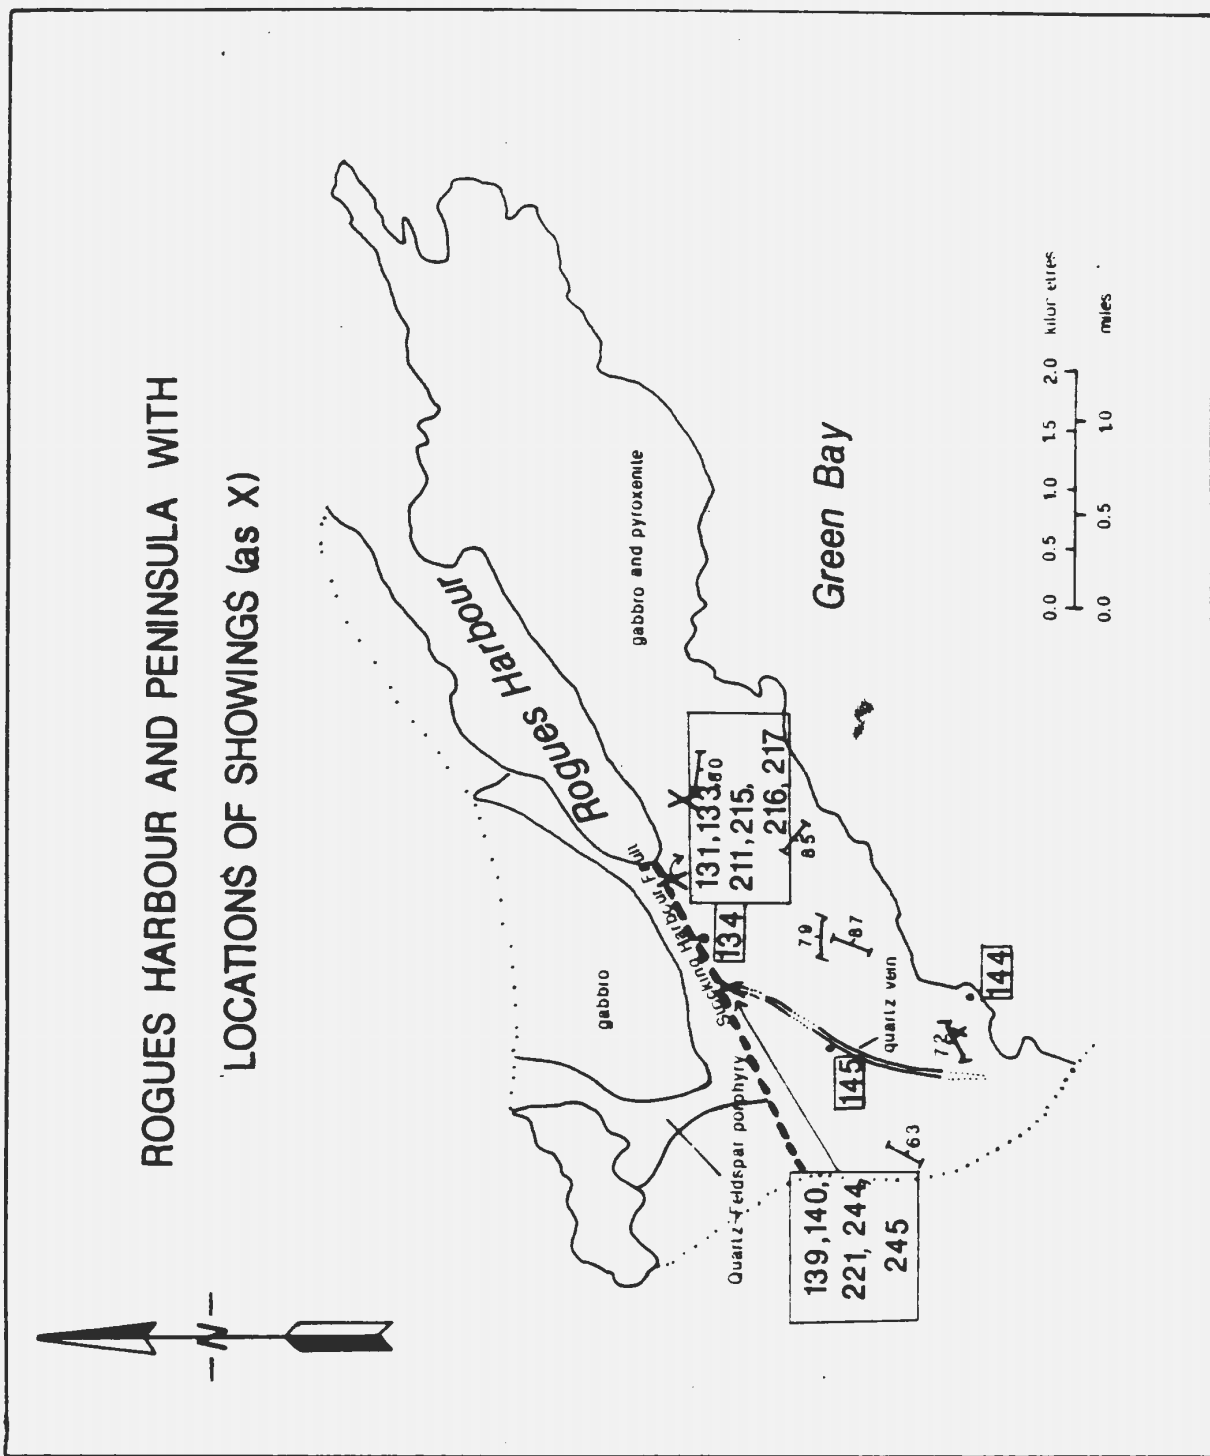 ROGUES HARBOUR AND PENINSULA WITH
LOCATIONS OF SHOWINGS (as X)
-N-
Rogues Harbour
gabbro
gabbro and pyroxenite
Green Bay
Stocking Harbour
Quartz Feldspar porphyry
quartz vein
131, 133,
211, 215,
216, 217
80
134
85
79
87
144
72
145
63
139, 140,
221, 244,
245
0.0 0.5 1.0 1.5 2.0
0.0 0.5 1.0 miles